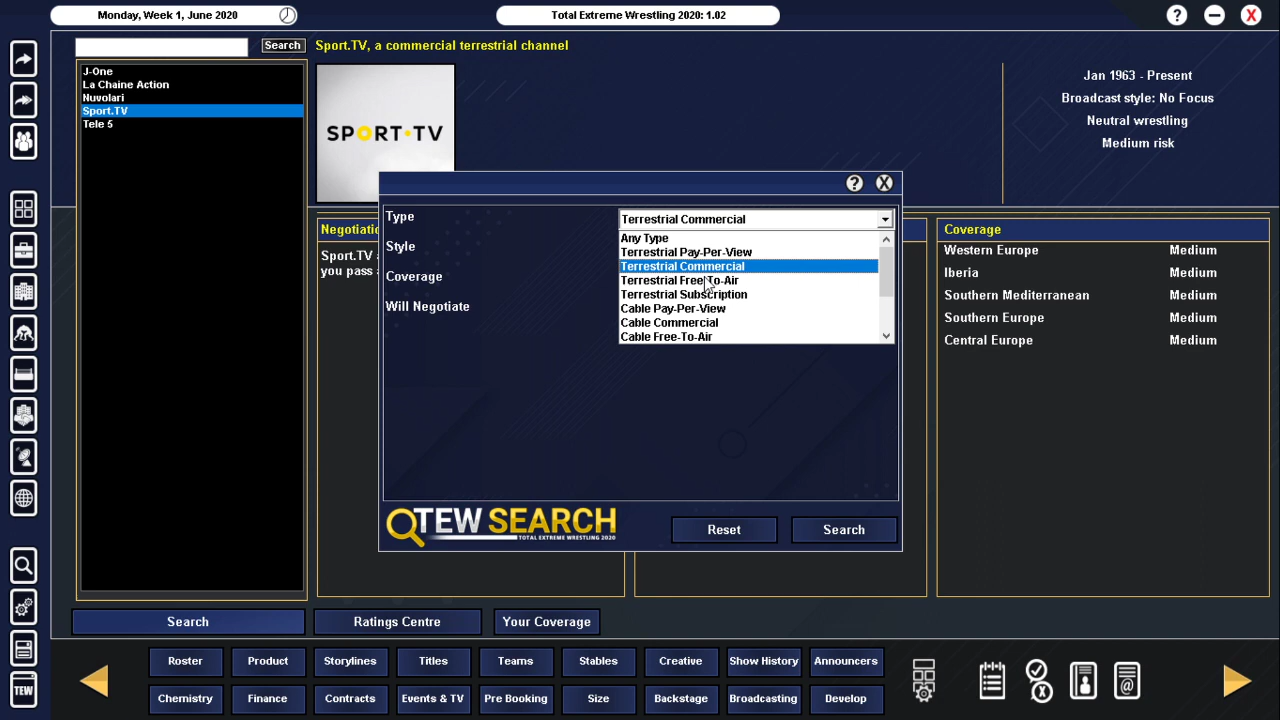 Monday, Week 1, June 2020
Total Extreme Wrestling 2020: 1.02
?
X
Search
Sport.TV, a commercial terrestrial channel
J-One
La Chaine Action
Nuvolari
Sport.TV
Tele 5
SPORT•TV
Jan 1963 - Present
Broadcast style: No Focus
Neutral wrestling
Medium risk
? X
Type
Terrestrial Commercial
Any Type
Terrestrial Pay-Per-View
Terrestrial Commercial
Terrestrial Free-To-Air
Terrestrial Subscription
Cable Pay-Per-View
Cable Commercial
Cable Free-To-Air
Style
Coverage
Will Negotiate
TEW SEARCH
TOTAL EXTREME WRESTLING 2020
Reset
Search
Negotiatio
Sport.TV
you pass
Coverage
Western Europe Medium
Iberia Medium
Southern Mediterranean Medium
Southern Europe Medium
Central Europe Medium
Search
Ratings Centre
Your Coverage
Roster
Product
Storylines
Titles
Teams
Stables
Creative
Show History
Announcers
Chemistry
Finance
Contracts
Events & TV
Pre Booking
Size
Backstage
Broadcasting
Develop
TEW